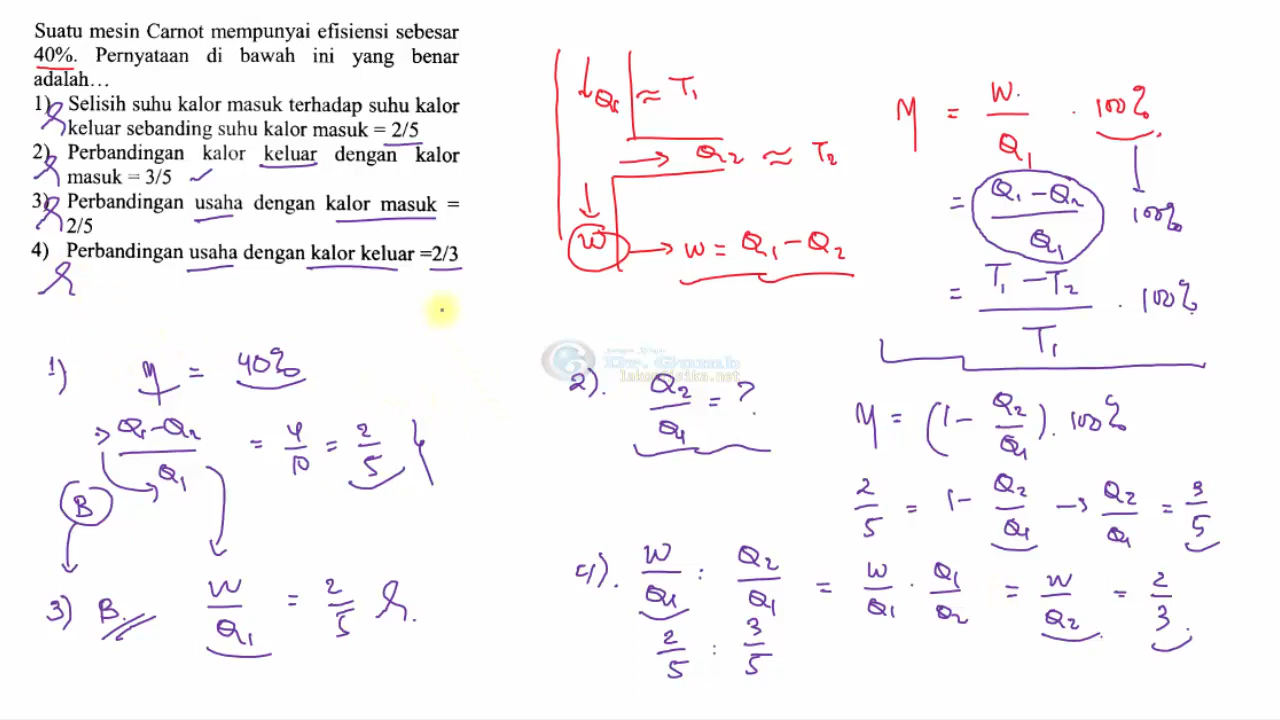 Suatu mesin Carnot mempunyai efisiensi sebesar
40%. Pernyataan di bawah ini yang benar
adalah…
1) Selisih suhu kalor masuk terhadap suhu kalor
keluar sebanding suhu kalor masuk = 2/5
2) Perbandingan kalor keluar dengan kalor
masuk = 3/5
3) Perbandingan usaha dengan kalor masuk =
2/5
4) Perbandingan usaha dengan kalor keluar =2/3
↓ Q1 ≈ T1
→ Q2 ≈ T2
W → W = Q1 - Q2
η = W/Q1 . 100%
= (Q1 - Q2)/Q1 100%
= (T1 - T2)/T1 . 100%
1) η = 40%
(Q1 - Q2)/Q1 = 4/10 = 2/5
B
3) B. W/Q1 = 2/5
lakonfisika.net
2). Q2/Q1 = ?
η = (1 - Q2/Q1) . 100%
2/5 = 1 - Q2/Q1 → Q2/Q1 = 3/5
4). W/Q1 : Q2/Q1 = W/Q1 . Q1/Q2 = W/Q2 = 2/3.
2/5 : 3/5